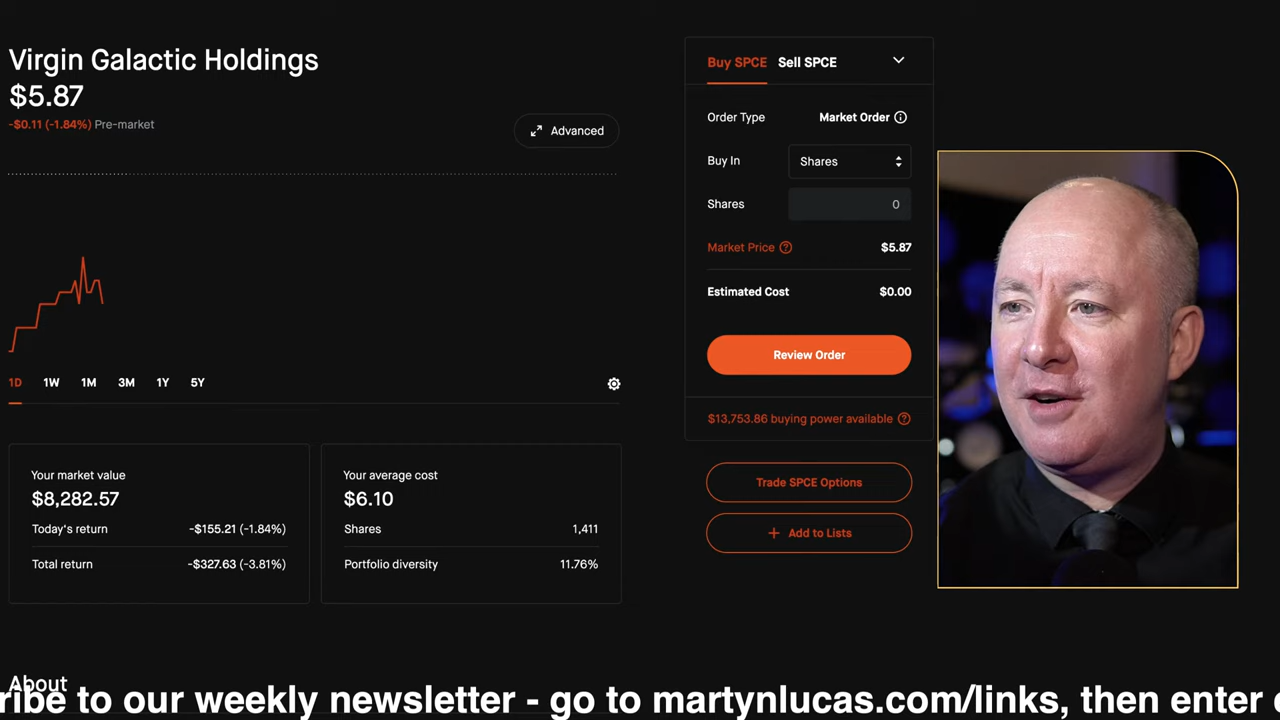 Virgin Galactic Holdings
$5.87
-$0.11 (-1.84%) Pre-market
Advanced
1D 1W 1M 3M 1Y 5Y
Your market value
$8,282.57
Today's return -$155.21 (-1.84%)
Total return -$327.63 (-3.81%)
Your average cost
$6.10
Shares 1,411
Portfolio diversity 11.76%
Buy SPCE Sell SPCE
Order Type Market Order
Buy In Shares
Shares 0
Market Price $5.87
Estimated Cost $0.00
Review Order
$13,753.86 buying power available
Trade SPCE Options
+ Add to Lists
About
ribe to our weekly newsletter - go to martynlucas.com/links, then enter